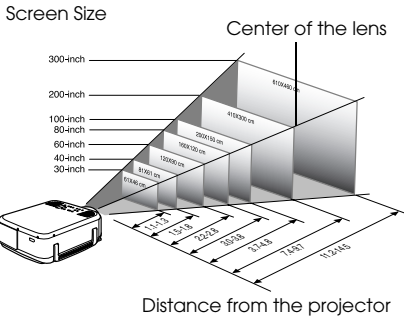 Screen Size
Center of the lens
300-inch
200-inch
100-inch
80-inch
60-inch
40-inch
30-inch
610X460 cm
410X300 cm
200X150 cm
160X120 cm
120X90 cm
81X61 cm
61X46 cm
1.1-1.3
1.5-1.8
2.2-2.8
3.0-3.8
3.7-4.8
7.4-9.7
11.2-14.5
Distance from the projector